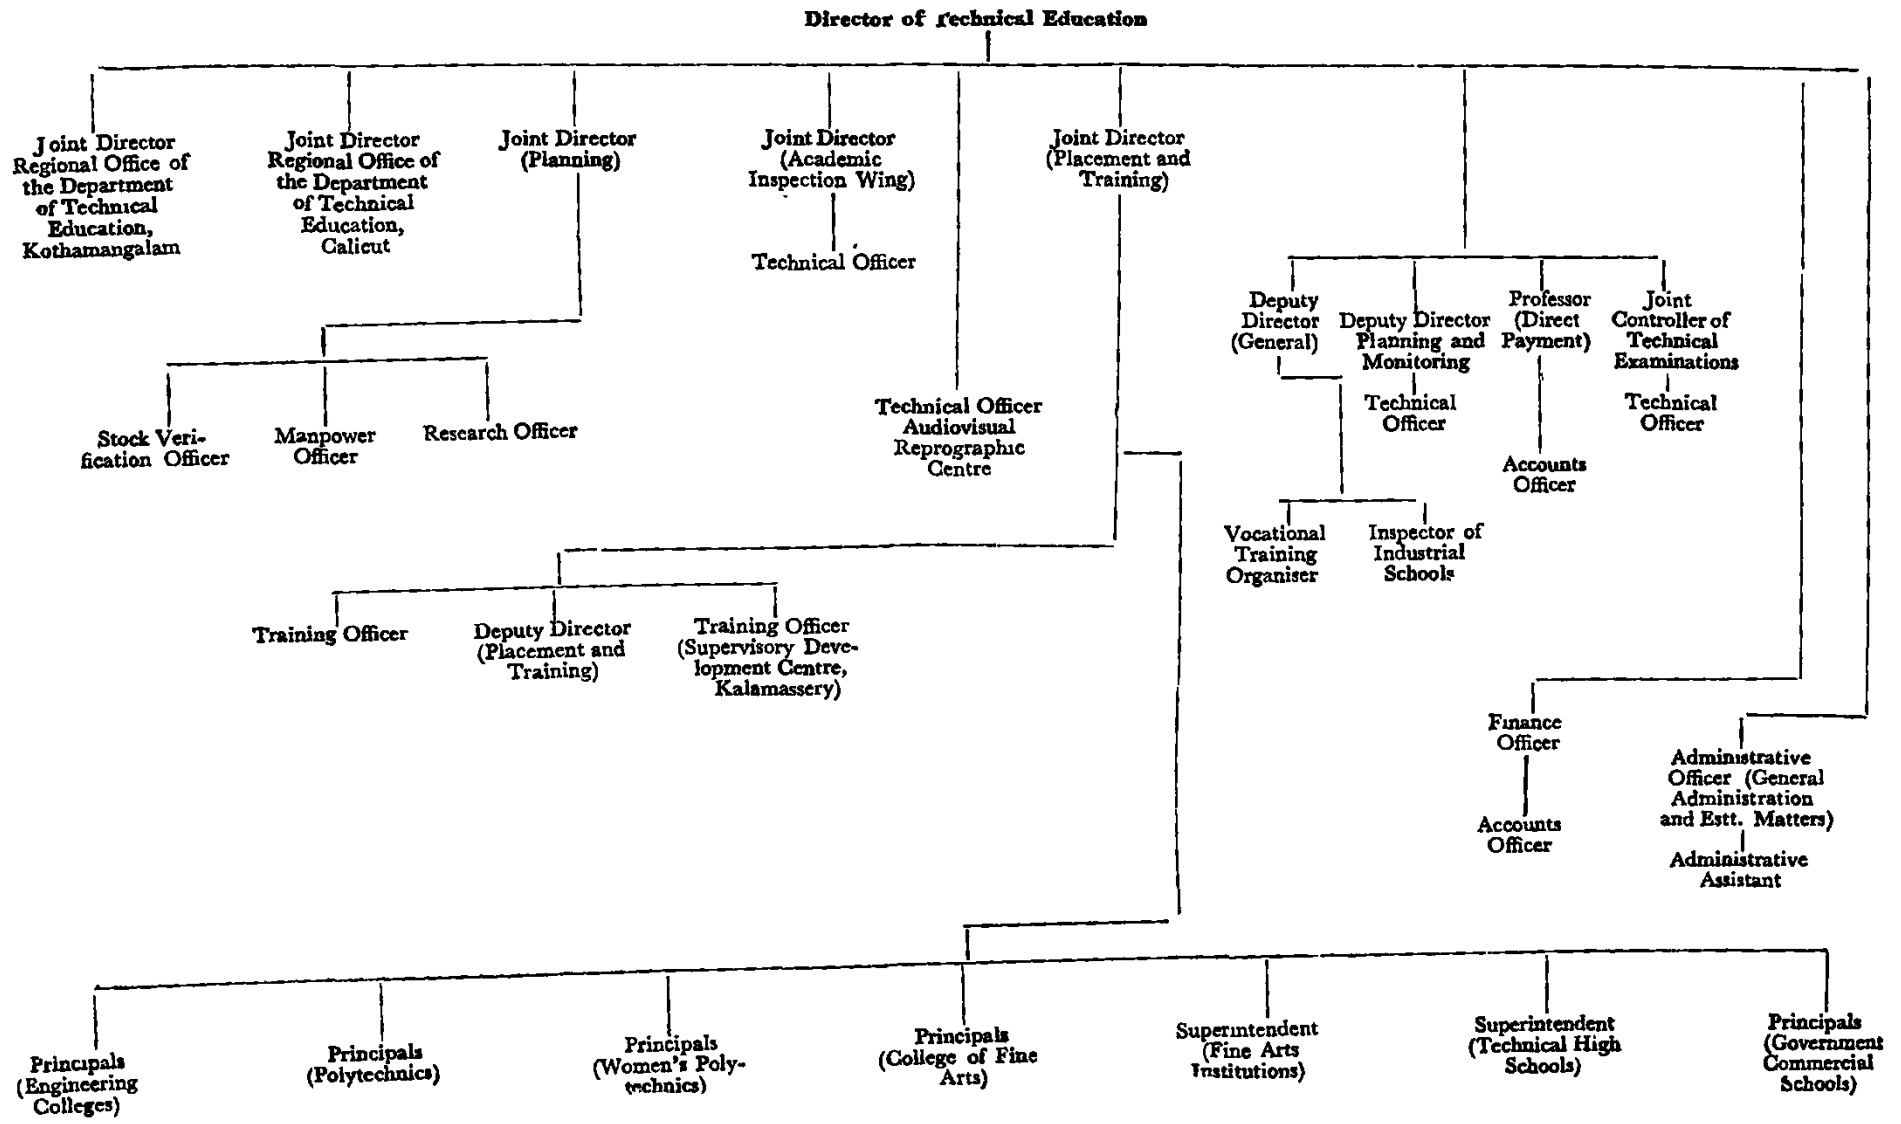 Director of Technical Education
Joint Director
Regional Office of
the Department
of Technical
Education,
Kothamangalam
Joint Director
Regional Office of
the Department
of Technical
Education,
Calicut
Joint Director
(Planning)
Joint Director
(Academic
Inspection Wing)
Technical Officer
Joint Director
(Placement and
Training)
Deputy
Director
(General)
Deputy Director
Planning and
Monitoring
Technical
Officer
Professor
(Direct
Payment)
Accounts
Officer
Joint
Controller of
Technical
Examinations
Technical
Officer
Stock Veri-
fication Officer
Manpower
Officer
Research Officer
Technical Officer
Audiovisual
Reprographic
Centre
Vocational
Training
Organiser
Inspector of
Industrial
Schools
Training Officer
Deputy Director
(Placement and
Training)
Training Officer
(Supervisory Deve-
lopment Centre,
Kalamassery)
Finance
Officer
Accounts
Officer
Administrative
Officer (General
Administration
and Estt. Matters)
Administrative
Assistant
Principals
(Engineering
Colleges)
Principals
(Polytechnics)
Principals
(Women's Poly-
technics)
Principals
(College of Fine
Arts)
Superintendent
(Fine Arts
Institutions)
Superintendent
(Technical High
Schools)
Principals
(Government
Commercial
Schools)